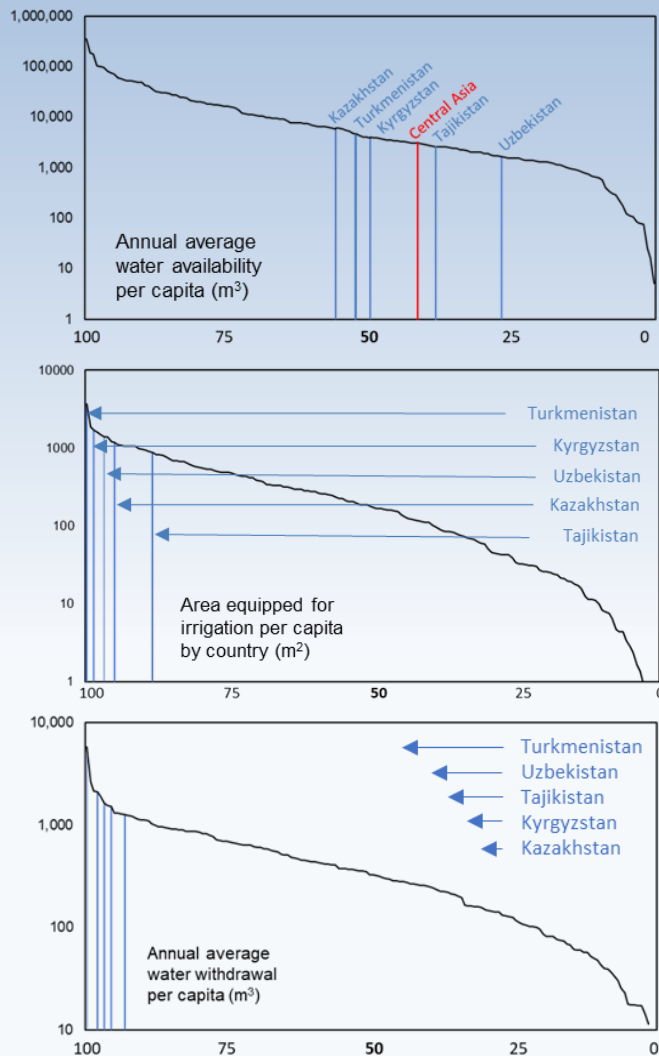 1,000,000
100,000
10,000
1,000
100
10
1
Kazakhstan
Turkmenistan
Kyrgyzstan
Central Asia
Tajikistan
Uzbekistan
Annual average
water availability
per capita (m³)
100 75 50 25 0
10000
1000
100
10
1
Turkmenistan
Kyrgyzstan
Uzbekistan
Kazakhstan
Tajikistan
Area equipped for
irrigation per capita
by country (m²)
100 75 50 25 0
10,000
1,000
100
10
Turkmenistan
Uzbekistan
Tajikistan
Kyrgyzstan
Kazakhstan
Annual average
water withdrawal
per capita (m³)
100 75 50 25 0